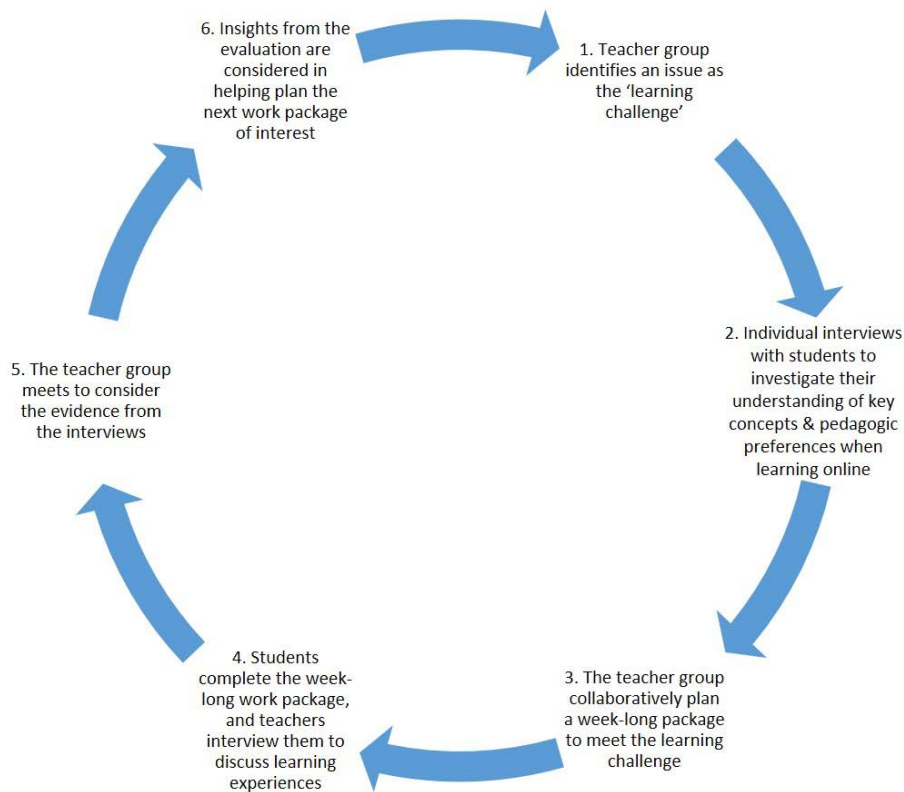 1. Teacher group
identifies an issue as
the ‘learning
challenge’
2. Individual interviews
with students to
investigate their
understanding of key
concepts & pedagogic
preferences when
learning online
3. The teacher group
collaboratively plan
a week-long package
to meet the learning
challenge
4. Students
complete the week-
long work package,
and teachers
interview them to
discuss learning
experiences
5. The teacher group
meets to consider
the evidence from
the interviews
6. Insights from the
evaluation are
considered in
helping plan the
next work package
of interest